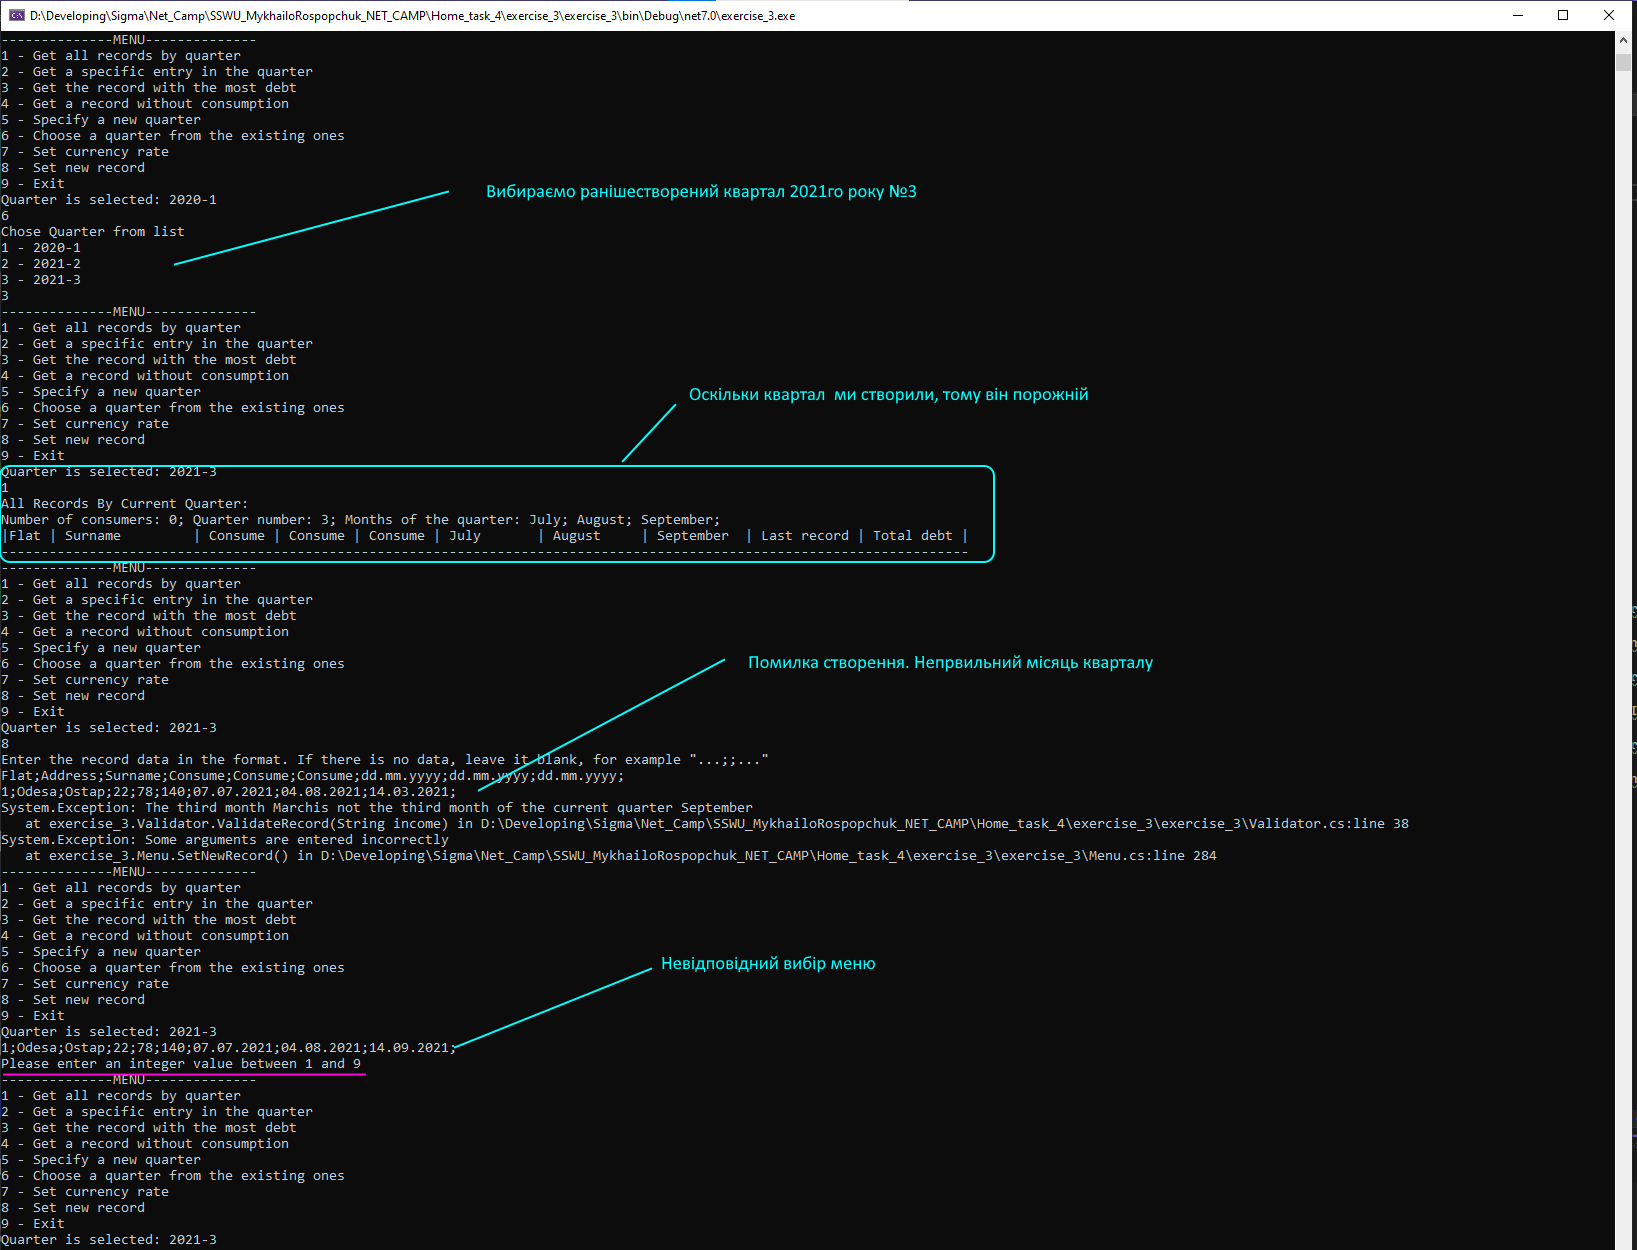 D:\Developing\Sigma\Net_Camp\SSWU_MykhailoRospopchuk_NET_CAMP\Home_task_4\exercise_3\exercise_3\bin\Debug\net7.0\exercise_3.exe
--------------MENU--------------
1 - Get all records by quarter
2 - Get a specific entry in the quarter
3 - Get the record with the most debt
4 - Get a record without consumption
5 - Specify a new quarter
6 - Choose a quarter from the existing ones
7 - Set currency rate
8 - Set new record
9 - Exit
Вибираємо ранішестворений квартал 2021го року №3
Quarter is selected: 2020-1
6
Chose Quarter from list
1 - 2020-1
2 - 2021-2
3 - 2021-3
3
--------------MENU--------------
1 - Get all records by quarter
2 - Get a specific entry in the quarter
3 - Get the record with the most debt
4 - Get a record without consumption
5 - Specify a new quarter
Оскільки квартал  ми створили, тому він порожній
6 - Choose a quarter from the existing ones
7 - Set currency rate
8 - Set new record
9 - Exit
Quarter is selected: 2021-3
1
All Records By Current Quarter:
Number of consumers: 0; Quarter number: 3; Months of the quarter: July; August; September;
|Flat | Surname         | Consume | Consume | Consume | July       | August     | September  | Last record | Total debt |
-------------------------------------------------------------------------------------------------------------------------
--------------MENU--------------
1 - Get all records by quarter
2 - Get a specific entry in the quarter
3 - Get the record with the most debt
4 - Get a record without consumption
5 - Specify a new quarter
6 - Choose a quarter from the existing ones
Помилка створення. Непрвильний місяць кварталу
7 - Set currency rate
8 - Set new record
9 - Exit
Quarter is selected: 2021-3
8
Enter the record data in the format. If there is no data, leave it blank, for example "...;;..."
Flat;Address;Surname;Consume;Consume;Consume;dd.mm.yyyy;dd.mm.yyyy;dd.mm.yyyy;
1;Odesa;Ostap;22;78;140;07.07.2021;04.08.2021;14.03.2021;
System.Exception: The third month Marchis not the third month of the current quarter September
   at exercise_3.Validator.ValidateRecord(String income) in D:\Developing\Sigma\Net_Camp\SSWU_MykhailoRospopchuk_NET_CAMP\Home_task_4\exercise_3\exercise_3\Validator.cs:line 38
System.Exception: Some arguments are entered incorrectly
   at exercise_3.Menu.SetNewRecord() in D:\Developing\Sigma\Net_Camp\SSWU_MykhailoRospopchuk_NET_CAMP\Home_task_4\exercise_3\exercise_3\Menu.cs:line 284
--------------MENU--------------
1 - Get all records by quarter
2 - Get a specific entry in the quarter
3 - Get the record with the most debt
4 - Get a record without consumption
5 - Specify a new quarter
Невідповідний вибір меню
6 - Choose a quarter from the existing ones
7 - Set currency rate
8 - Set new record
9 - Exit
Quarter is selected: 2021-3
1;Odesa;Ostap;22;78;140;07.07.2021;04.08.2021;14.09.2021;
Please enter an integer value between 1 and 9
--------------MENU--------------
1 - Get all records by quarter
2 - Get a specific entry in the quarter
3 - Get the record with the most debt
4 - Get a record without consumption
5 - Specify a new quarter
6 - Choose a quarter from the existing ones
7 - Set currency rate
8 - Set new record
9 - Exit
Quarter is selected: 2021-3